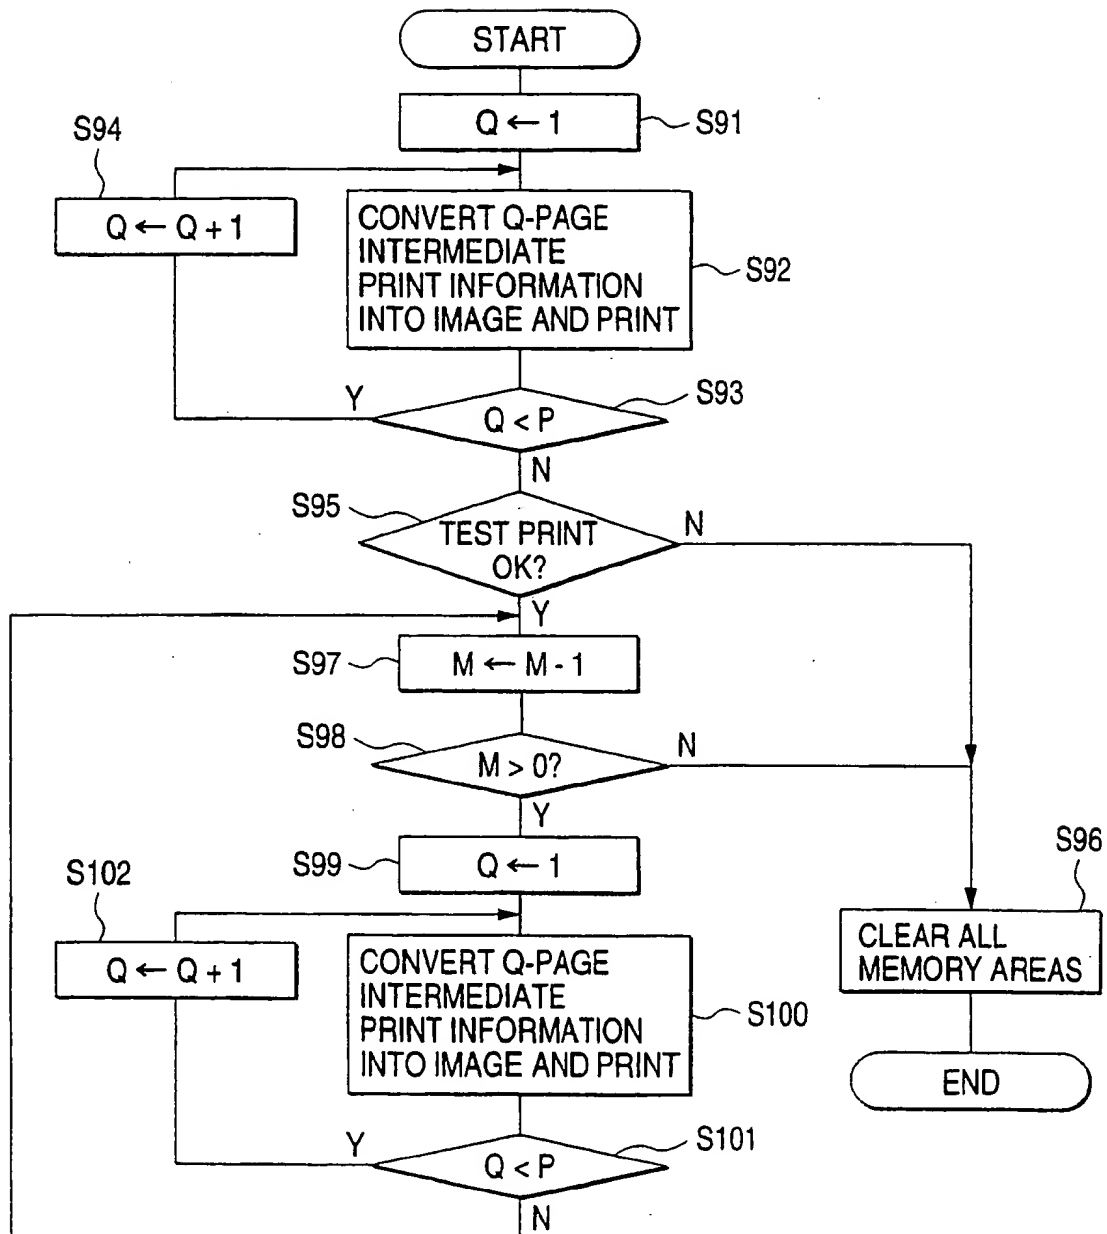 START
Q ← 1
S91
S94
Q ← Q + 1
CONVERT Q-PAGE
INTERMEDIATE
PRINT INFORMATION
INTO IMAGE AND PRINT
S92
Y
Q < P
S93
N
S95
TEST PRINT
OK?
N
Y
S97
M ← M - 1
S98
M > 0?
N
Y
S99
Q ← 1
S102
Q ← Q + 1
S96
CLEAR ALL
MEMORY AREAS
CONVERT Q-PAGE
INTERMEDIATE
PRINT INFORMATION
INTO IMAGE AND PRINT
S100
END
Y
Q < P
S101
N